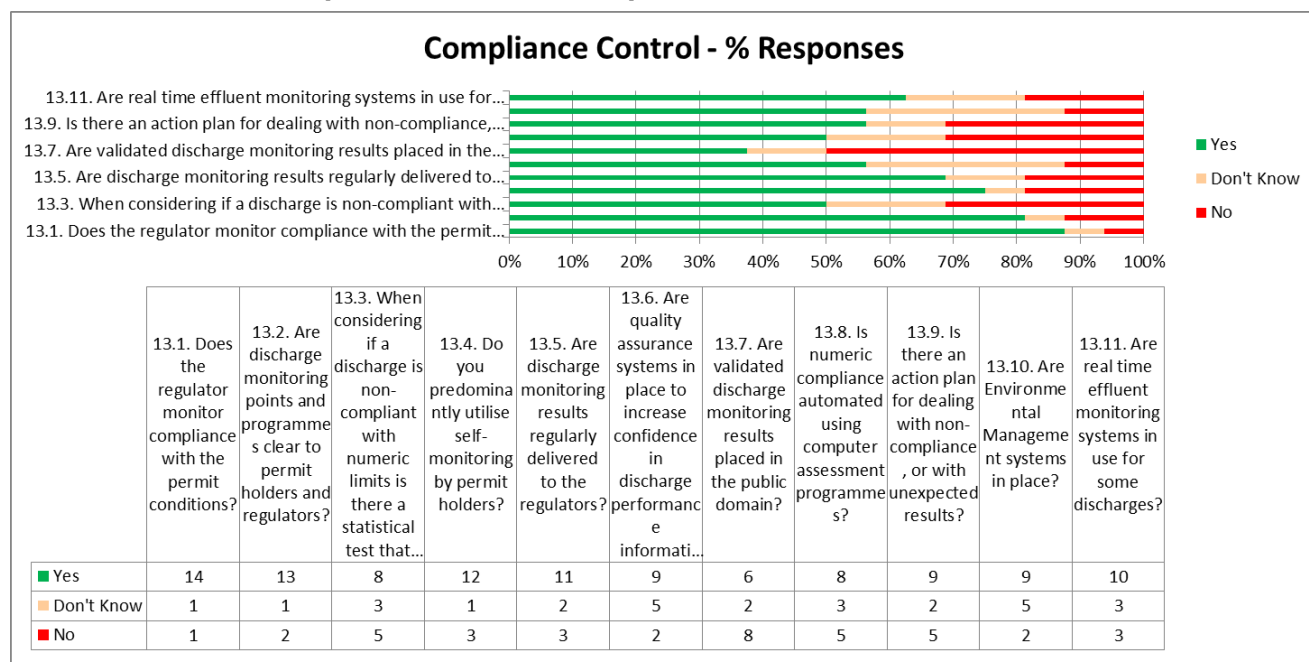 Compliance Control - % Responses
13.11. Are real time effluent monitoring systems in use for...
13.9. Is there an action plan for dealing with non-compliance,...
13.7. Are validated discharge monitoring results placed in the...
13.5. Are discharge monitoring results regularly delivered to...
13.3. When considering if a discharge is non-compliant with...
13.1. Does the regulator monitor compliance with the permit...
0% 10% 20% 30% 40% 50% 60% 70% 80% 90% 100%
Yes
Don't Know
No
13.1. Does
the
regulator
monitor
compliance
with the
permit
conditions?
13.2. Are
discharge
monitoring
points and
programme
s clear to
permit
holders and
regulators?
13.3. When
considering
if a
discharge is
non-
compliant
with
numeric
limits is
there a
statistical
test that...
13.4. Do
you
predomina
ntly utilise
self-
monitoring
by permit
holders?
13.5. Are
discharge
monitoring
results
regularly
delivered
to the
regulators?
13.6. Are
quality
assurance
systems in
place to
increase
confidence
in
discharge
performanc
e
informati...
13.7. Are
validated
discharge
monitoring
results
placed in
the public
domain?
13.8. Is
numeric
compliance
automated
using
computer
assessment
programme
s?
13.9. Is
there an
action plan
for dealing
with non-
compliance
, or with
unexpected
results?
13.10. Are
Environme
ntal
Manageme
nt systems
in place?
13.11. Are
real time
effluent
monitoring
systems in
use for
some
discharges?
Yes 14 13 8 12 11 9 6 8 9 9 10
Don't Know 1 1 3 1 2 5 2 3 2 5 3
No 1 2 5 3 3 2 8 5 5 2 3